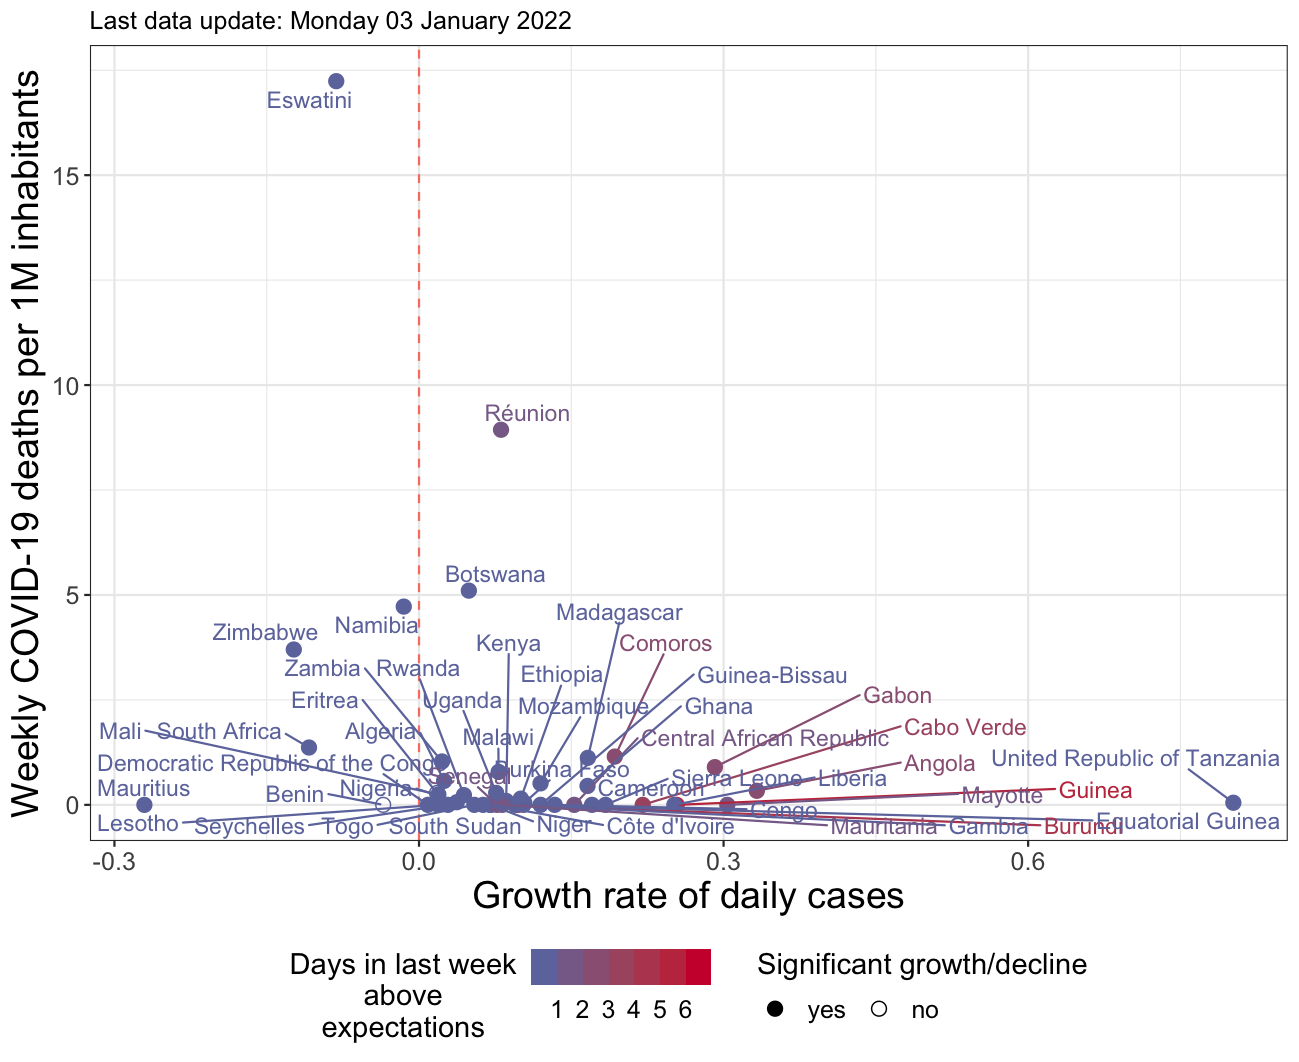 Last data update: Monday 03 January 2022
Weekly COVID-19 deaths per 1M inhabitants
15
10
5
0
Eswatini
Réunion
Botswana
Namibia
Zimbabwe
Madagascar
Kenya
Comoros
Zambia
Rwanda
Ethiopia
Guinea-Bissau
Eritrea
Uganda
Mozambique
Ghana
Gabon
Mali
South Africa
Algeria
Malawi
Central African Republic
Cabo Verde
Democratic Republic of the Congo
Senegal
Burkina Faso
Angola
United Republic of Tanzania
Mauritius
Benin
Nigeria
Cameroon
Sierra Leone
Liberia
Mayotte
Guinea
Congo
Lesotho
Seychelles
Togo
South Sudan
Niger
Côte d'Ivoire
Mauritania
Gambia
Burundi
Equatorial Guinea
-0.3
0.0
0.3
0.6
Growth rate of daily cases
Days in last week
above
expectations
1 2 3 4 5 6
Significant growth/decline
yes
no